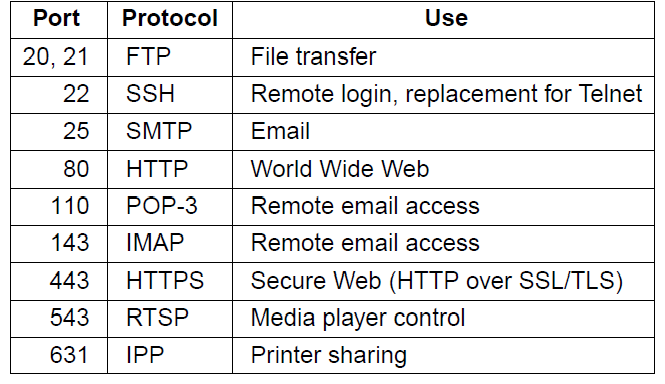 Port Protocol Use
20, 21 FTP File transfer
22 SSH Remote login, replacement for Telnet
25 SMTP Email
80 HTTP World Wide Web
110 POP-3 Remote email access
143 IMAP Remote email access
443 HTTPS Secure Web (HTTP over SSL/TLS)
543 RTSP Media player control
631 IPP Printer sharing